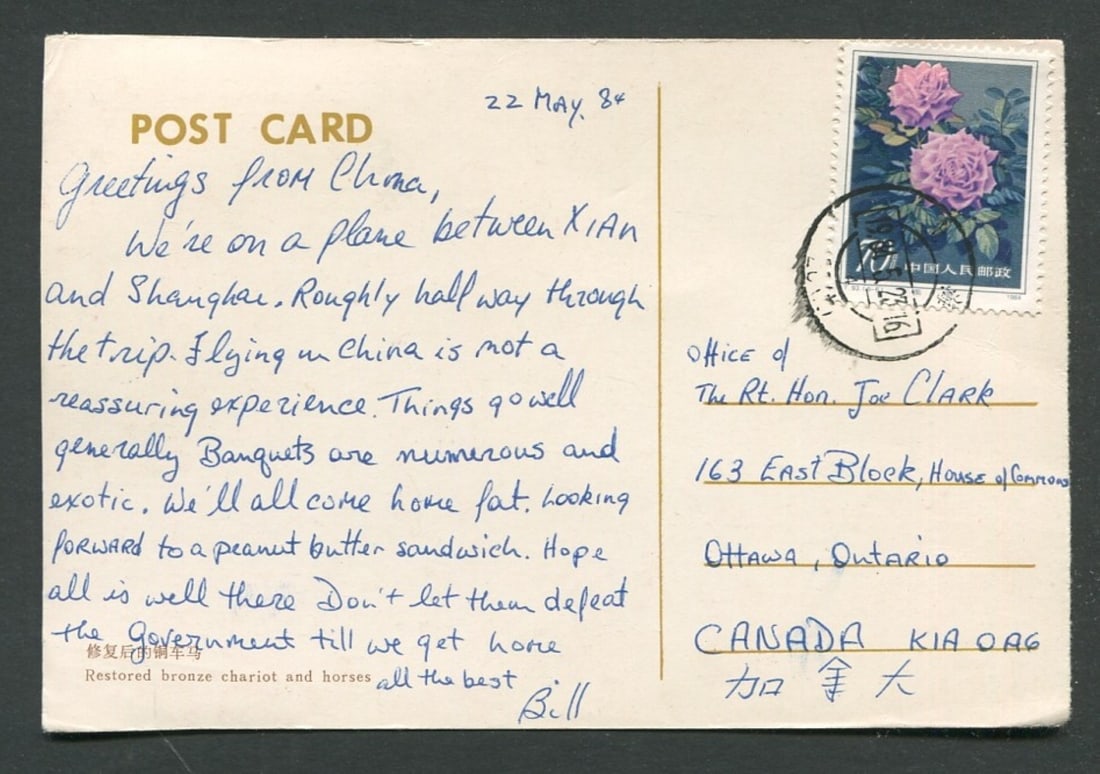 22 MAY. 84
POST CARD
Greetings from China,
We're on a plane between XIAN
and Shanghai. Roughly half way through
the trip. Flying in China is not a
reassuring experience. Things go well
generally Banquets are numerous and
exotic. We'll all come home fat. Looking
forward to a peanut butter sandwich. Hope
all is well there Don't let them defeat
the Government till we get home
修复后的铜车马
Restored bronze chariot and horses
all the best
Bill
70
中国人民邮政
1984
Office of
The Rt. Hon. Joe CLARK
163 EAST Block, House of Commons
OTTAWA, ONTARIO
CANADA K1A 0A6
加拿大